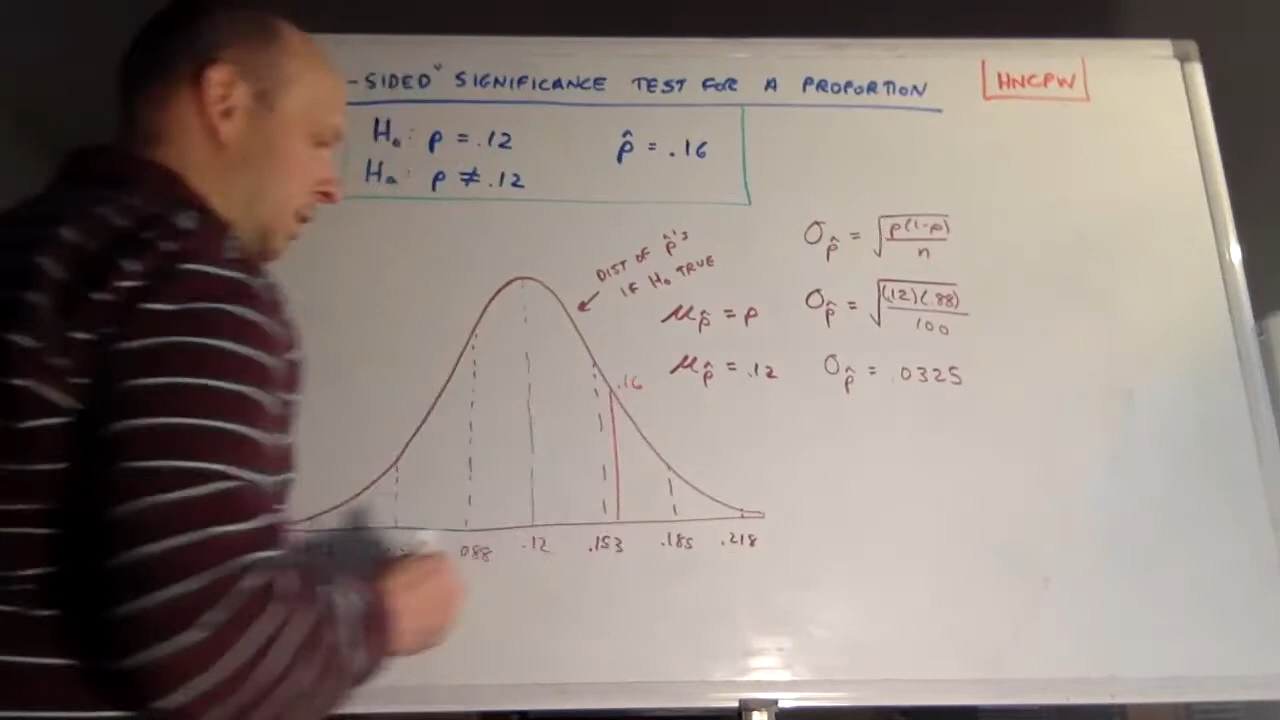 -SIDED" SIGNIFICANCE TEST FOR A PROPORTION
HNCPW
H₀: p = .12
p̂ = .16
Hₐ: p ≠ .12
DIST OF p̂'s
IF H₀ TRUE
σp̂ = √(p(1-p)/n)
μp̂ = p
σp̂ = √((.12)(.88)/100)
μp̂ = .12
σp̂ = .0325
.16
.088 .12 .153 .185 .218